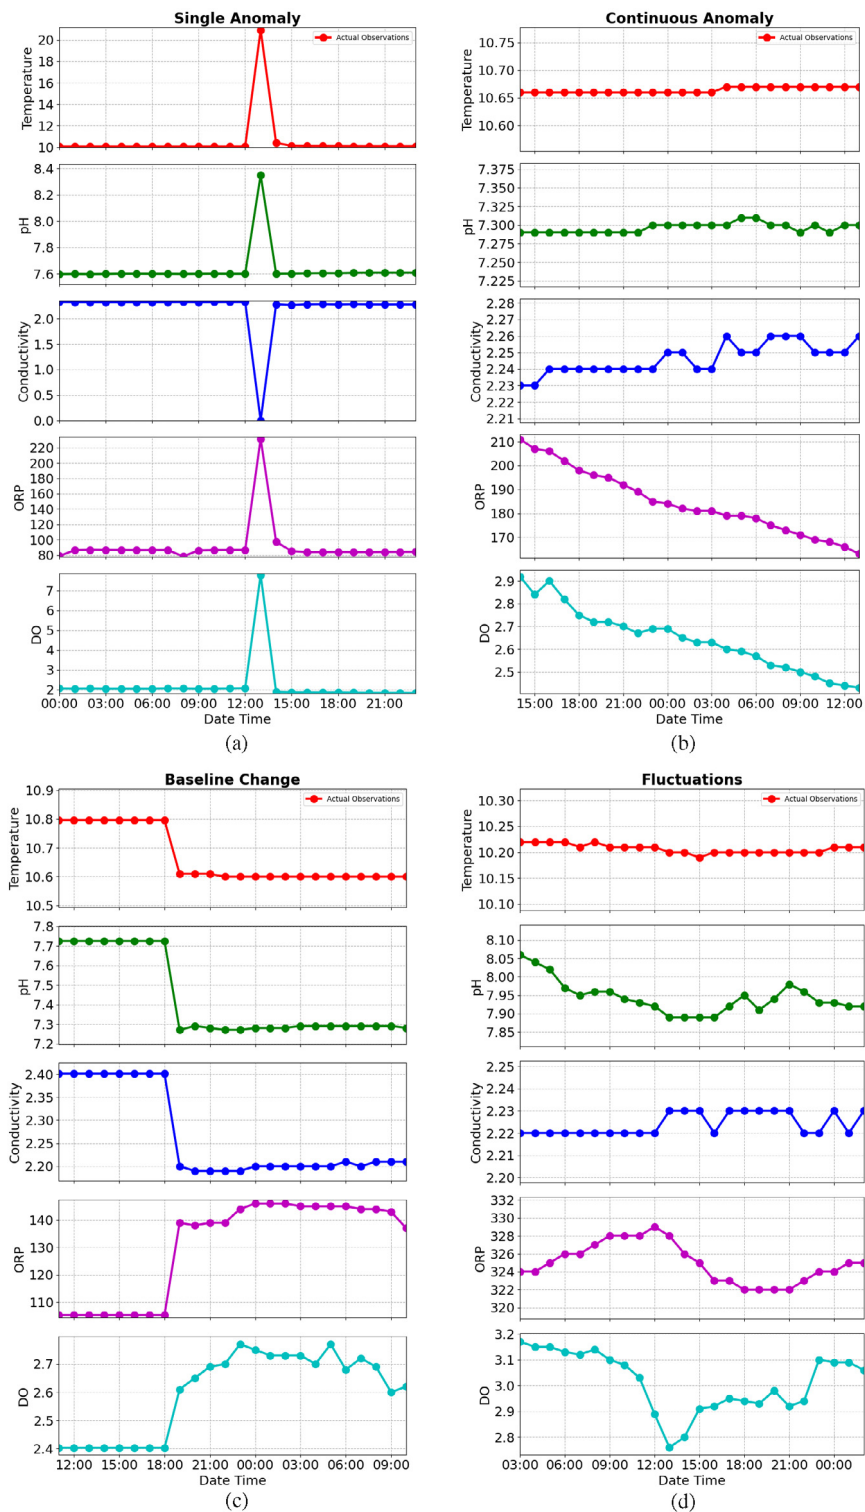 Single Anomaly
Actual Observations
Temperature
20
18
16
14
12
10
pH
8.4
8.2
8.0
7.8
7.6
Conductivity
2.0
1.5
1.0
0.5
0.0
ORP
220
200
180
160
140
120
100
80
DO
7
6
5
4
3
2
00:00 03:00 06:00 09:00 12:00 15:00 18:00 21:00
Date Time
(a)
Continuous Anomaly
Actual Observations
Temperature
10.75
10.70
10.65
10.60
pH
7.375
7.350
7.325
7.300
7.275
7.250
7.225
Conductivity
2.28
2.27
2.26
2.25
2.24
2.23
2.22
2.21
ORP
210
200
190
180
170
DO
2.9
2.8
2.7
2.6
2.5
15:00 18:00 21:00 00:00 03:00 06:00 09:00 12:00
Date Time
(b)
Baseline Change
Actual Observations
Temperature
10.9
10.8
10.7
10.6
10.5
pH
7.8
7.7
7.6
7.5
7.4
7.3
7.2
Conductivity
2.40
2.35
2.30
2.25
2.20
ORP
140
130
120
110
DO
2.7
2.6
2.5
2.4
12:00 15:00 18:00 21:00 00:00 03:00 06:00 09:00
Date Time
(c)
Fluctuations
Actual Observations
Temperature
10.30
10.25
10.20
10.15
10.10
pH
8.10
8.05
8.00
7.95
7.90
7.85
Conductivity
2.25
2.24
2.23
2.22
2.21
2.20
ORP
332
330
328
326
324
322
320
DO
3.2
3.1
3.0
2.9
2.8
03:00 06:00 09:00 12:00 15:00 18:00 21:00 00:00
Date Time
(d)